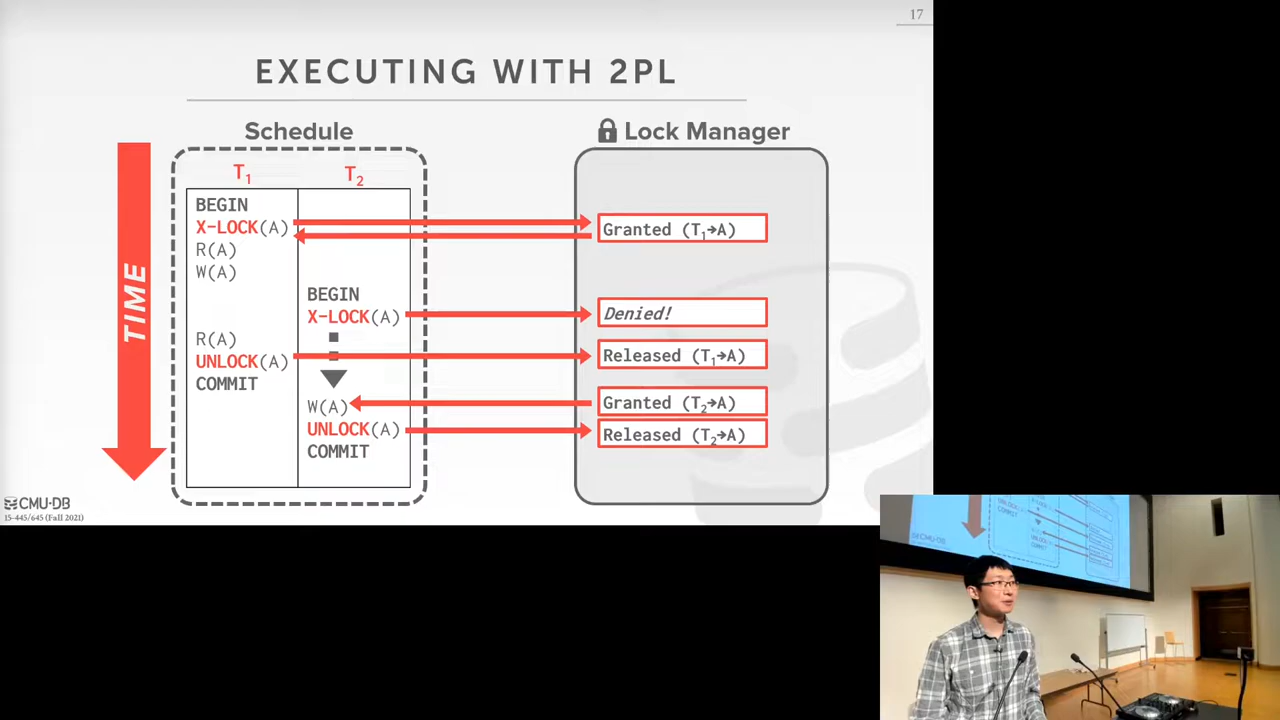 17
EXECUTING WITH 2PL
Schedule
Lock Manager
TIME
T1
T2
BEGIN
X-LOCK(A)
R(A)
W(A)
BEGIN
X-LOCK(A)
R(A)
UNLOCK(A)
COMMIT
W(A)
UNLOCK(A)
COMMIT
Granted (T1→A)
Denied!
Released (T1→A)
Granted (T2→A)
Released (T2→A)
CMU·DB
15-445/645 (Fall 2021)